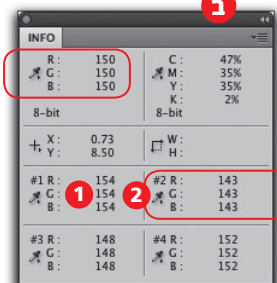 ב
INFO
R: 150 C: 47%
G: 150 M: 35%
B: 150 Y: 35%
K: 2%
8-bit 8-bit
X: 0.73 W:
Y: 8.50 H:
#1 R: 154 #2 R: 143
G: 154 G: 143
B: 154 B: 143
1 2
#3 R: 148 #4 R: 152
G: 148 G: 152
B: 148 B: 152